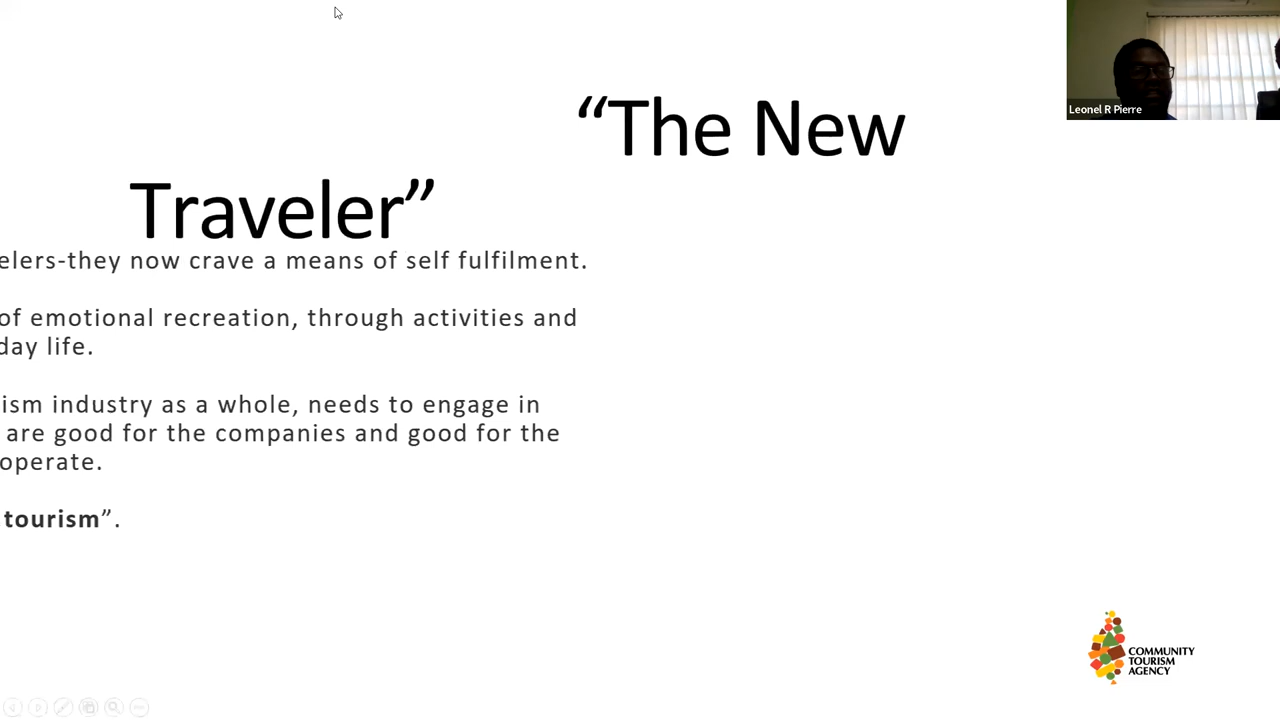 “The New
Traveler”
elers-they now crave a means of self fulfilment.
of emotional recreation, through activities and
day life.
ism industry as a whole, needs to engage in
are good for the companies and good for the
operate.
tourism”.
Leonel R Pierre
COMMUNITY
TOURISM
AGENCY